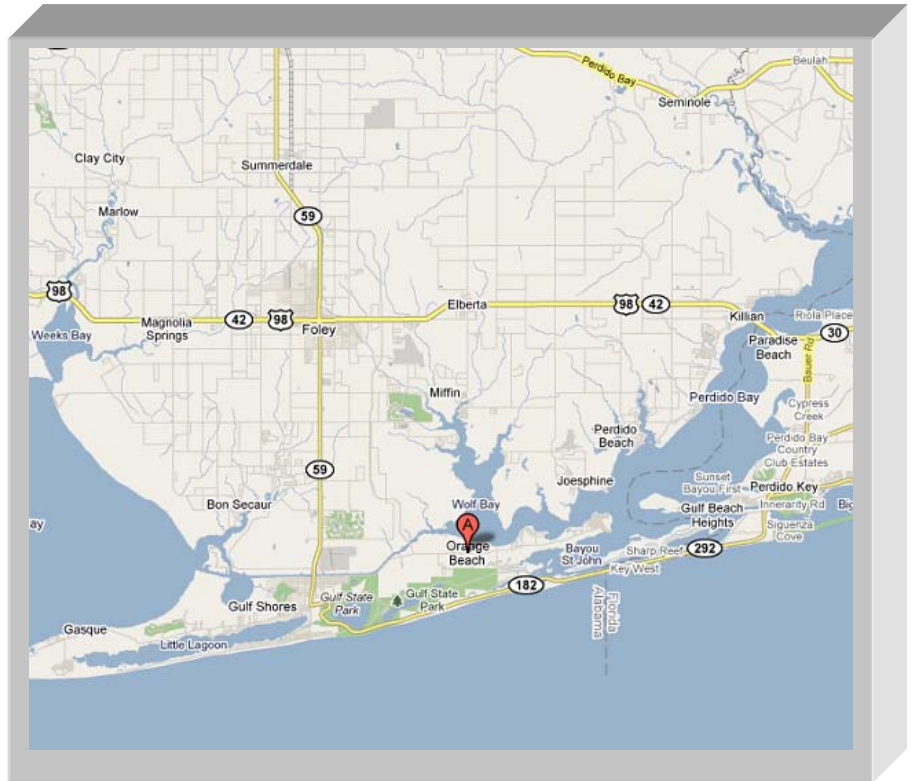 Perdido Bay
Beulah
Seminole
Clay City
Summerdale
Marlow
59
98
Elberta
98
42
Killian
Riola Place
Weeks Bay
Magnolia
Springs
42
98
Foley
Paradise
Beach
30
Bauer Rd
Miffin
Perdido Bay
Cypress
Creek
Perdido
Beach
Perdido Bay
Country
Club Estates
59
Joesphine
Sunset
Bayou First
Perdido Key
Bon Secaur
Wolf Bay
Gulf Beach
Heights
Innerarity Rd
Big
ay
A
Orange
Beach
Bayou
St John
Sharp Reef
292
Siguenza
Cove
Key West
182
Gulf State
Park
Gulf State
Park
Gulf Shores
Florida
Alabama
Gasque
Little Lagoon